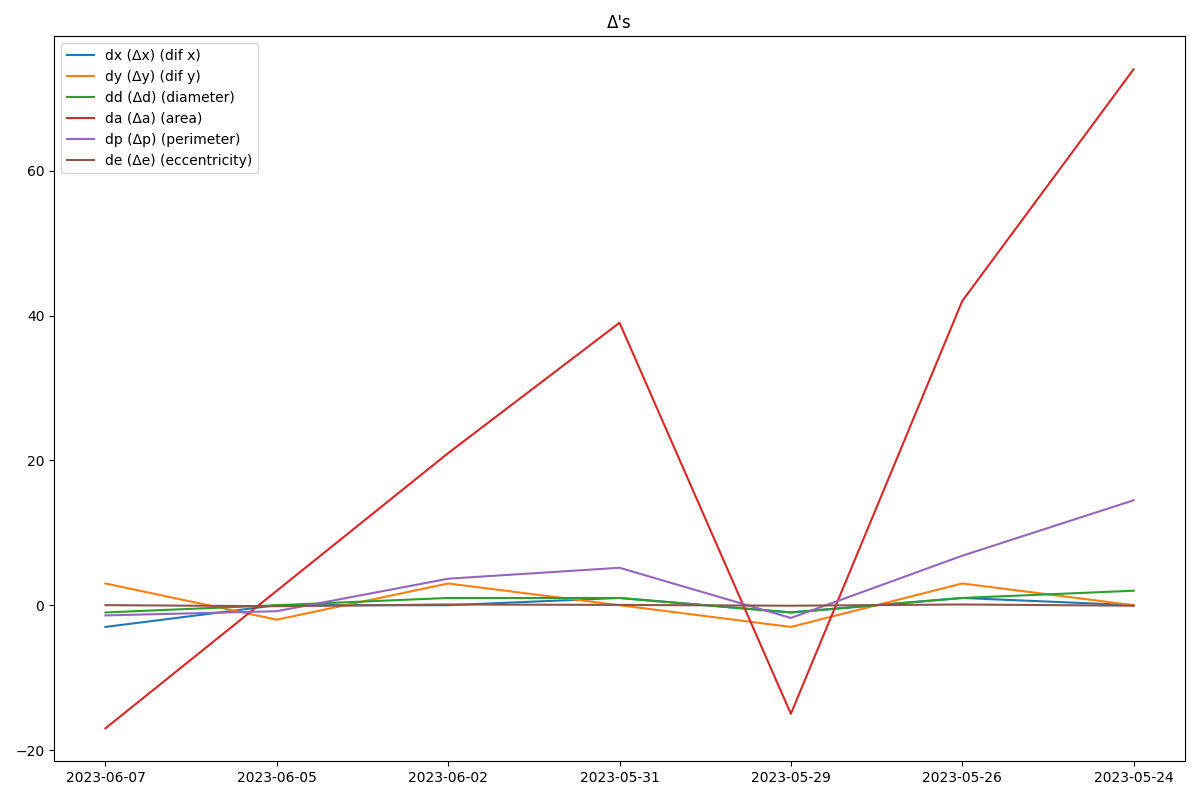 Δ's
dx (Δx) (dif x)
dy (Δy) (dif y)
dd (Δd) (diameter)
da (Δa) (area)
dp (Δp) (perimeter)
de (Δe) (eccentricity)
60
40
20
0
−20
2023-06-07 2023-06-05 2023-06-02 2023-05-31 2023-05-29 2023-05-26 2023-05-24